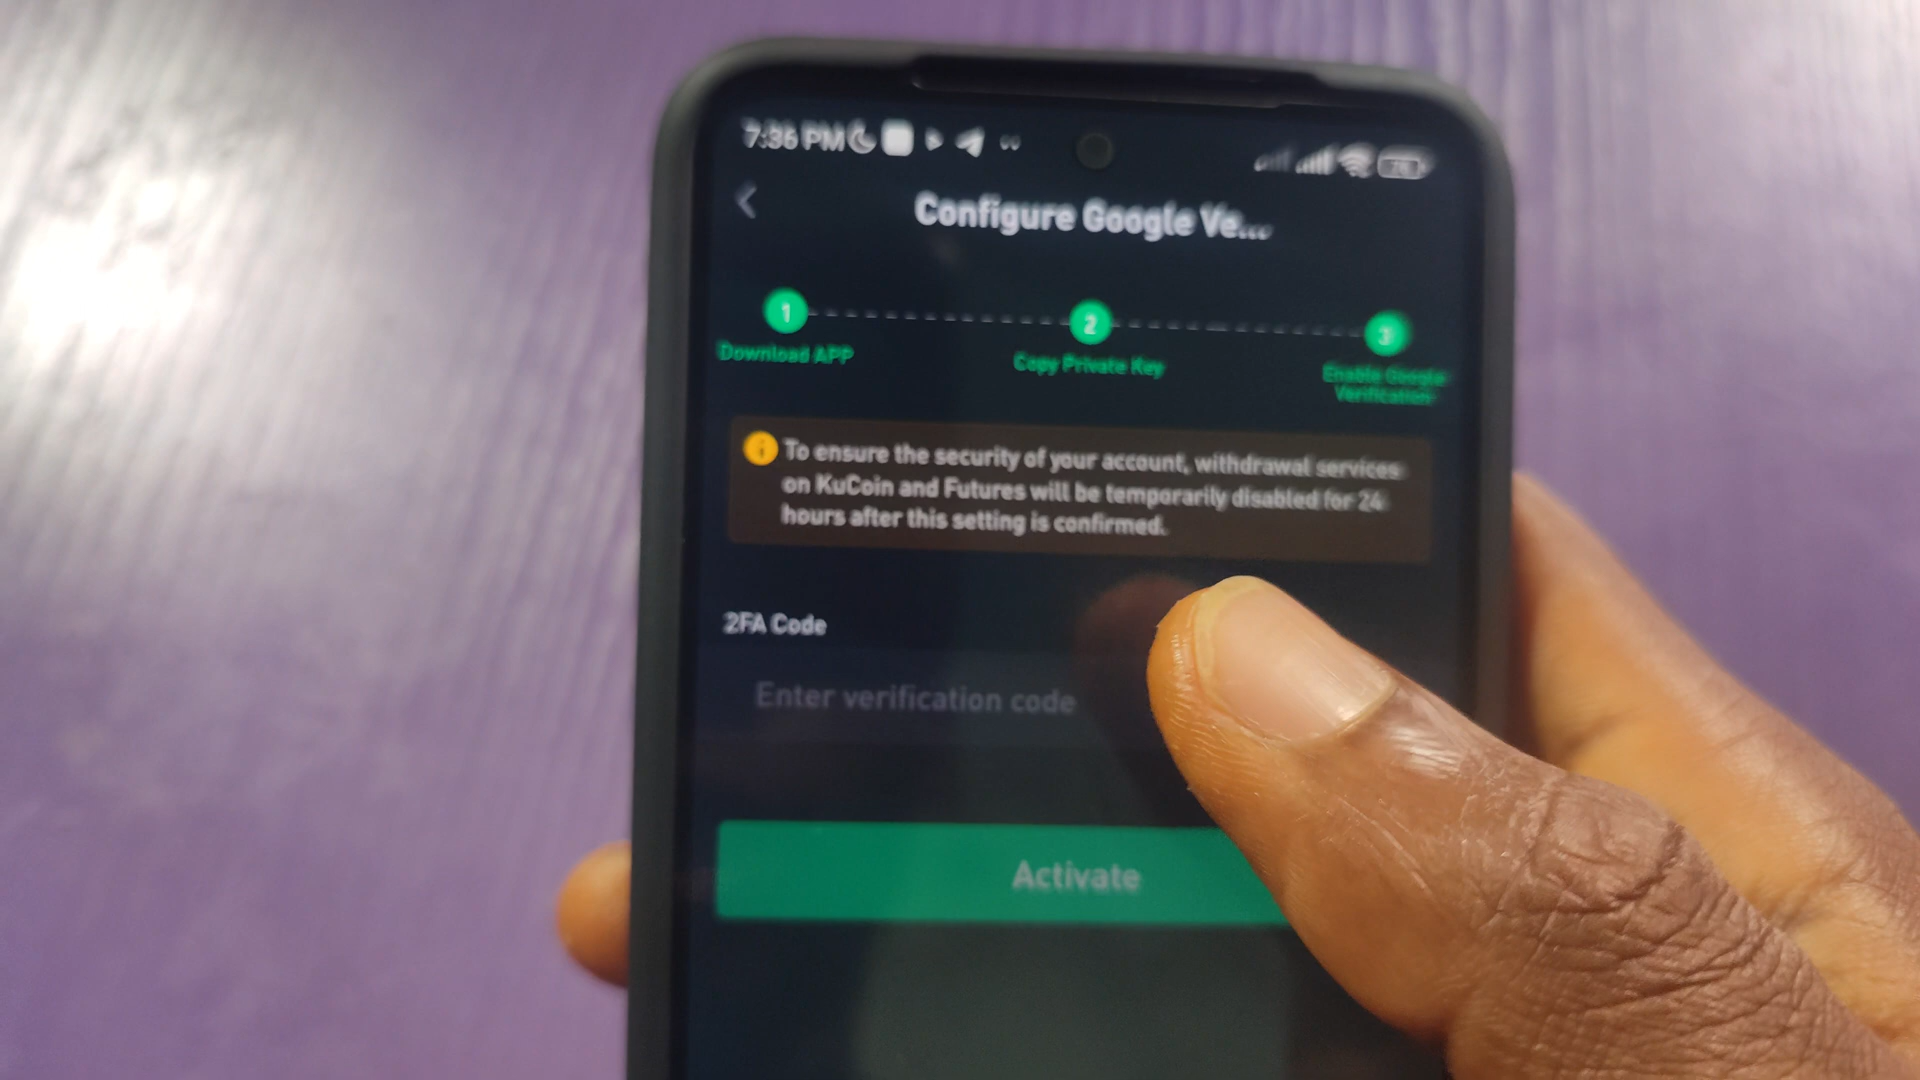 7:36 PM
Configure Google Ve...
1
2
3
Download APP
Copy Private Key
Enable Google
Verification
To ensure the security of your account, withdrawal services
on KuCoin and Futures will be temporarily disabled for 24
hours after this setting is confirmed.
2FA Code
Enter verification code
Activate